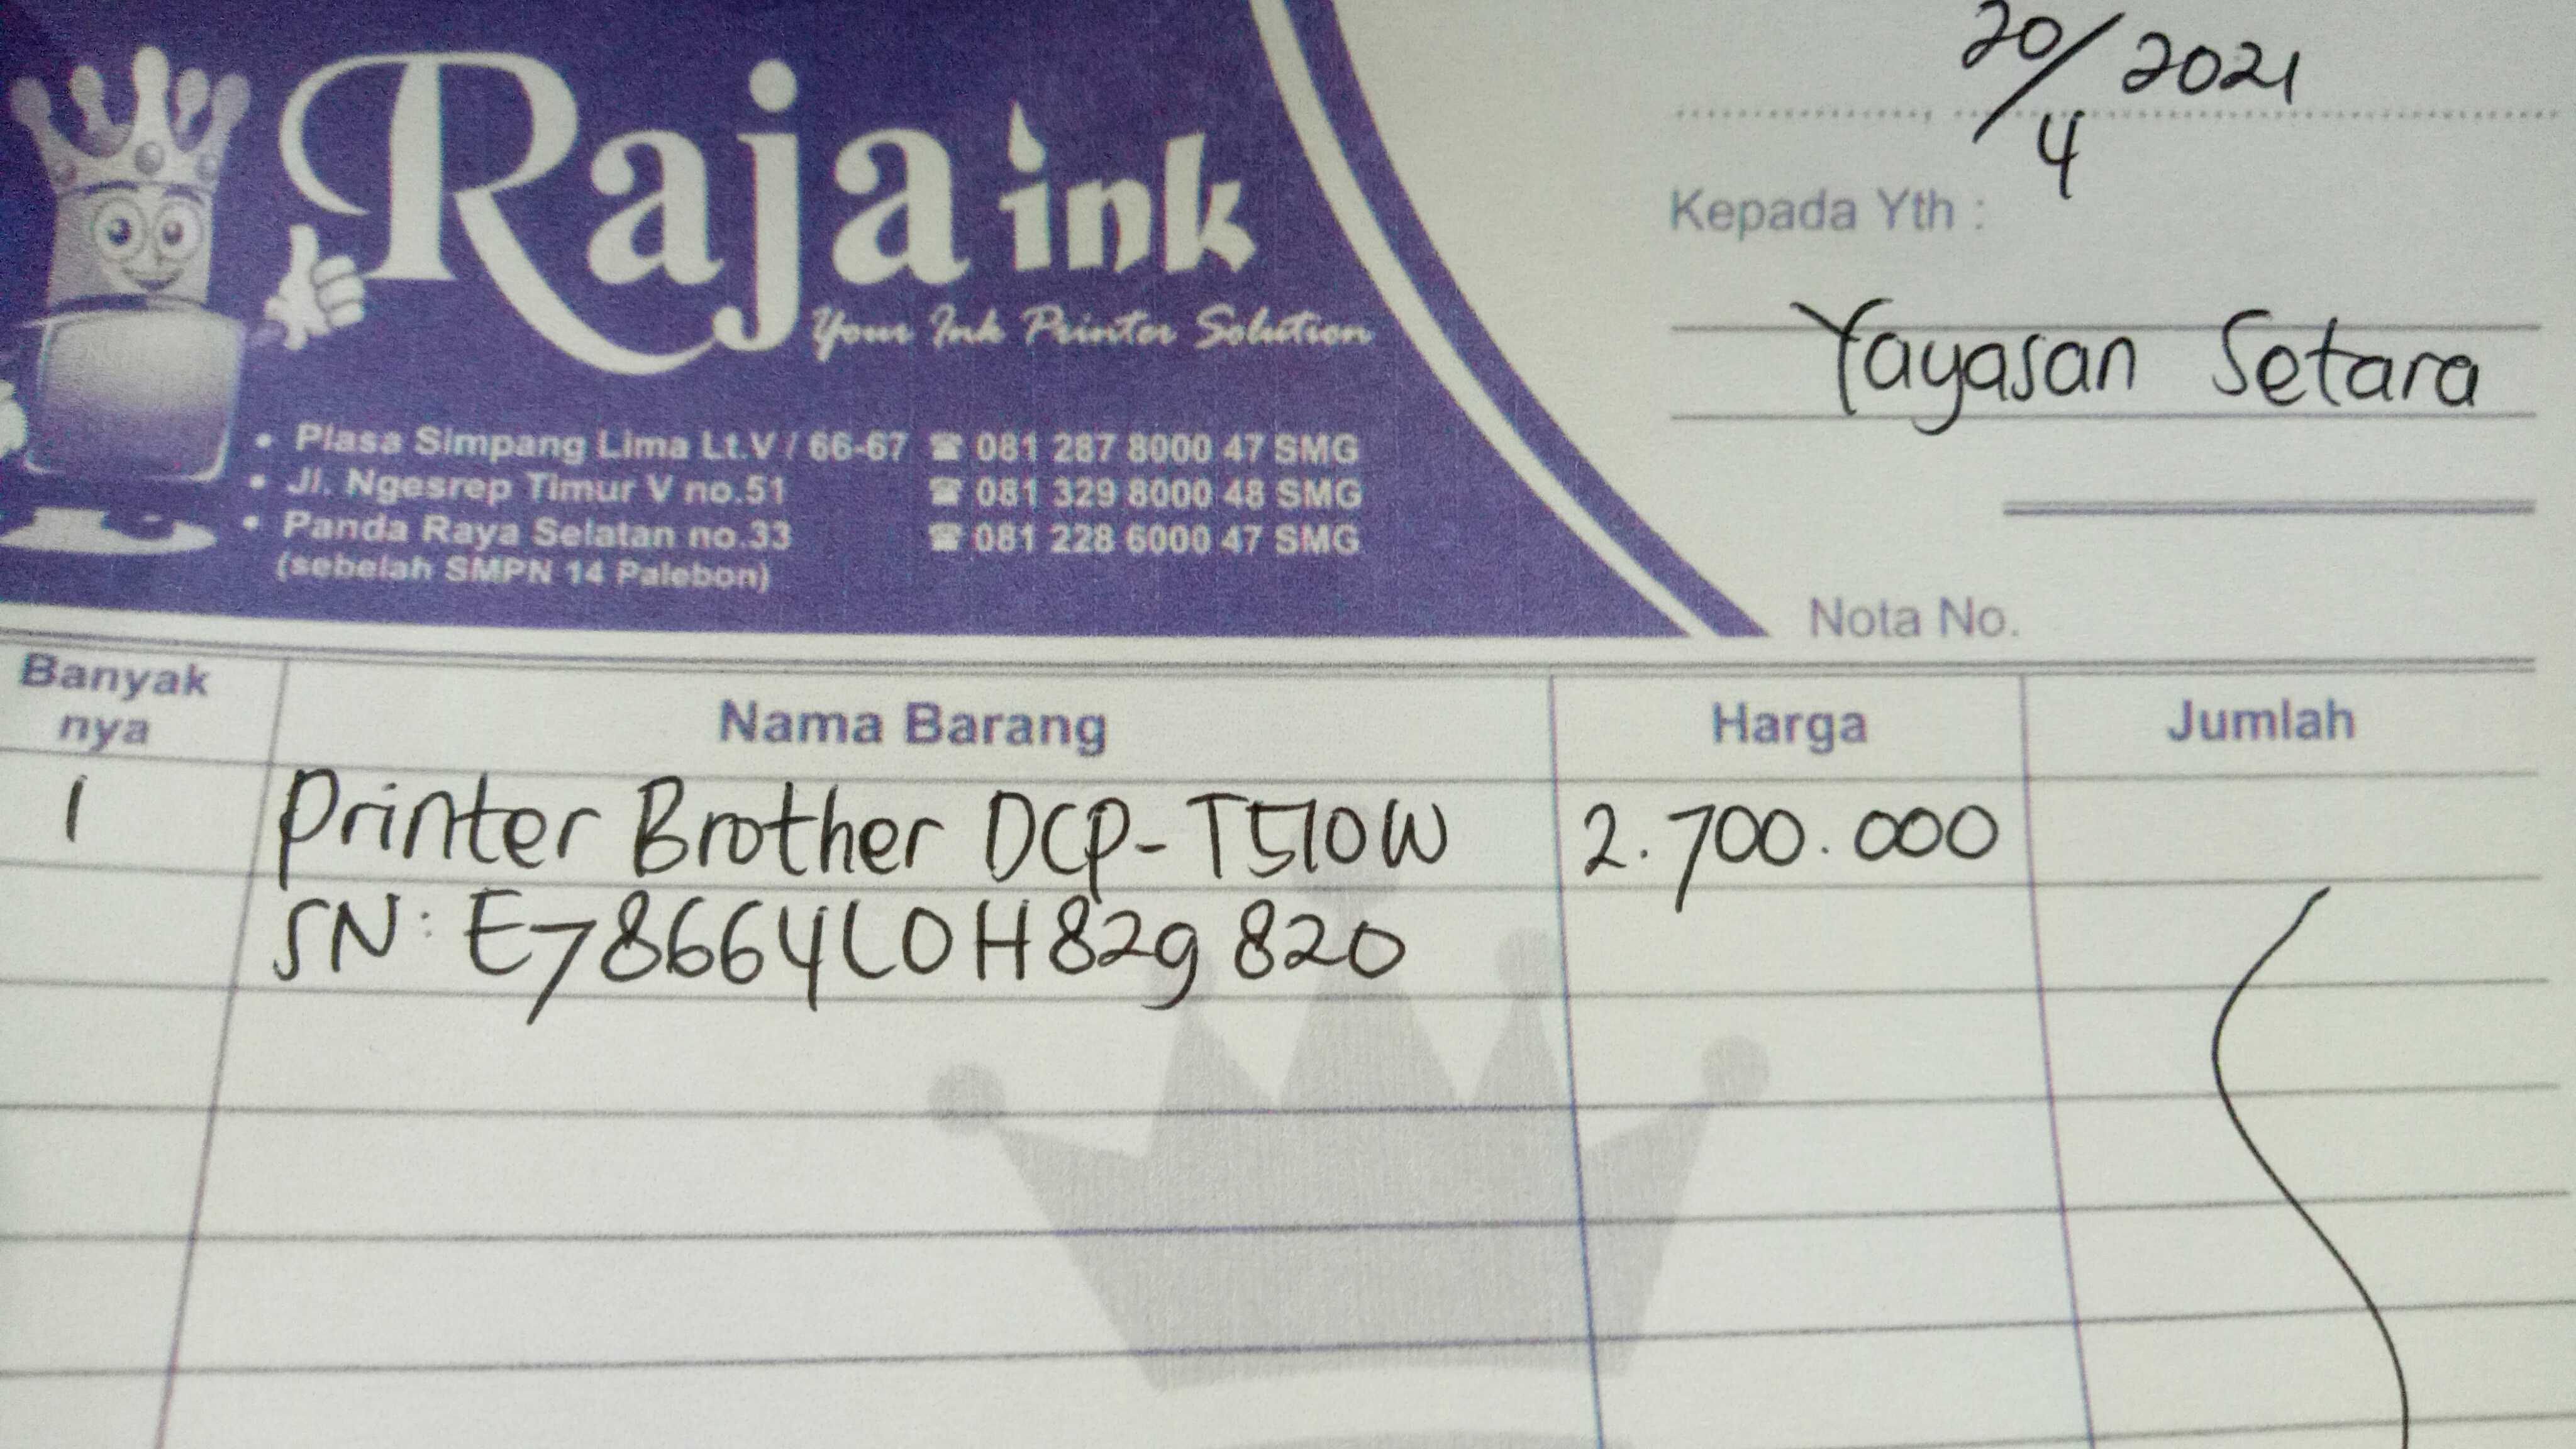 Raja ink
Your Ink Printer Solution
• Plasa Simpang Lima Lt.V / 66-67 ☎ 081 287 8000 47 SMG
• Jl. Ngesrep Timur V no.51 ☎ 081 329 8000 48 SMG
• Panda Raya Selatan no.33 ☎ 081 228 6000 47 SMG
(sebelah SMPN 14 Palebon)
20/4 2021
Kepada Yth :
Yayasan Setara
Nota No.
Banyak nya Nama Barang Harga Jumlah
1 Printer Brother DCP-T510W 2.700.000
SN: E78664L0H829820